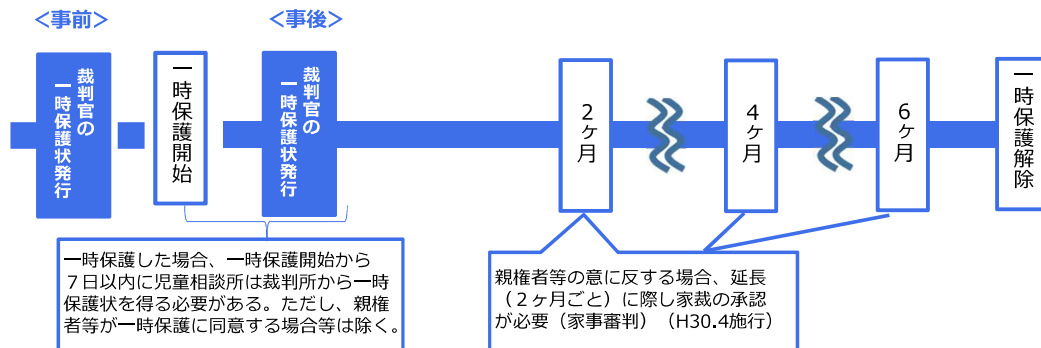 ＜事前＞
＜事後＞
裁判官の
一時保護状発行
一時保護開始
裁判官の
一時保護状発行
２ヶ月
４ヶ月
６ヶ月
一時保護解除
一時保護した場合、一時保護開始から
７日以内に児童相談所は裁判所から一時
保護状を得る必要がある。ただし、親権
者等が一時保護に同意する場合等は除く。
親権者等の意に反する場合、延長
（２ヶ月ごと）に際し家裁の承認
が必要（家事審判）（H30.4施行）